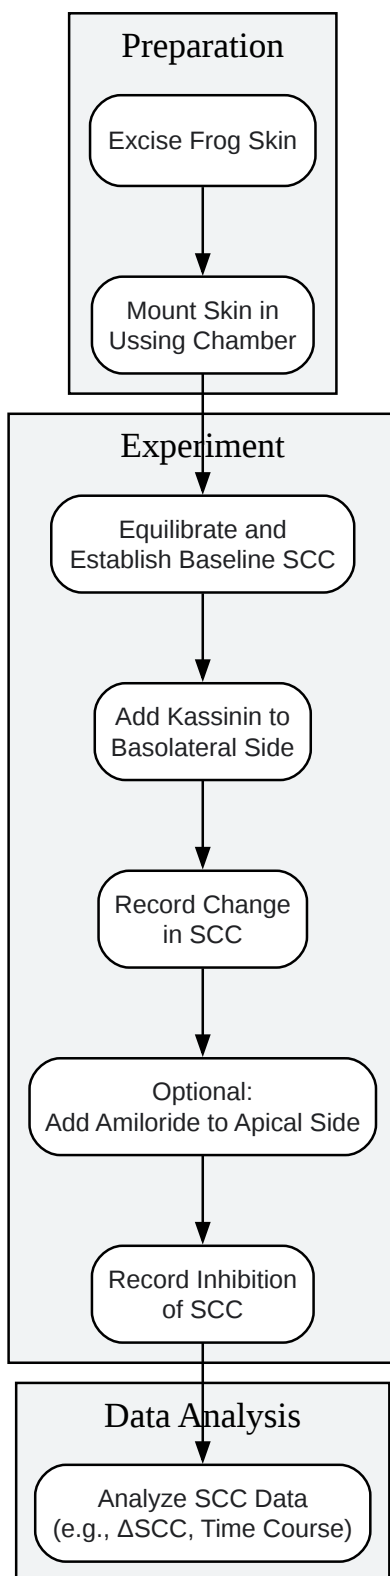 Preparation
Excise Frog Skin
Mount Skin in
Ussing Chamber
Experiment
Equilibrate and
Establish Baseline SCC
Add Kassinin to
Basolateral Side
Record Change
in SCC
Optional:
Add Amiloride to Apical Side
Record Inhibition
of SCC
Data Analysis
Analyze SCC Data
(e.g., ΔSCC, Time Course)